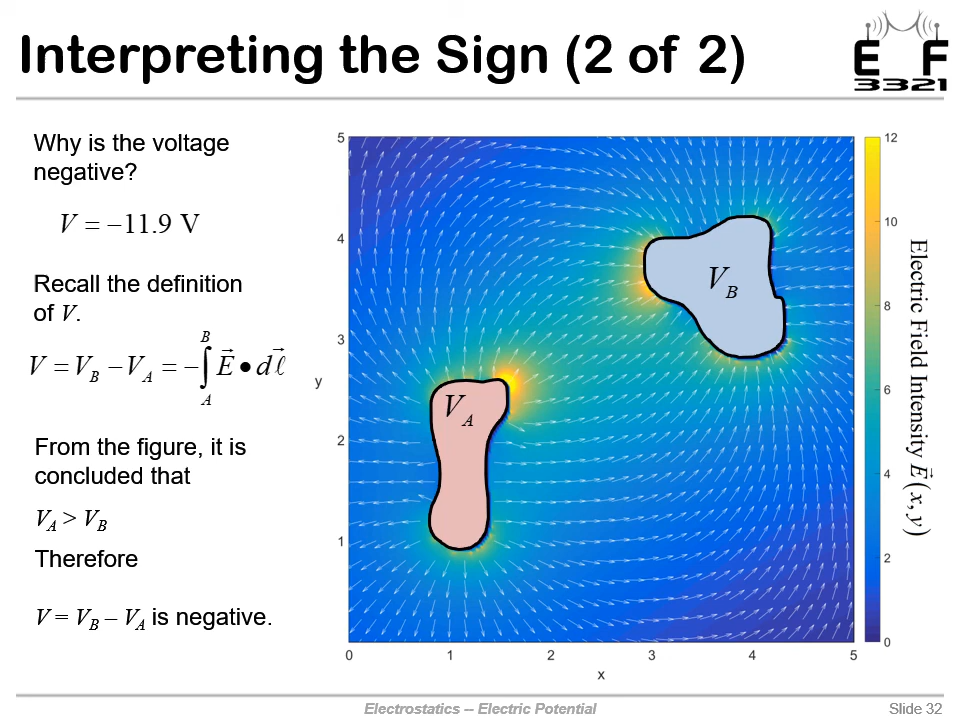 Interpreting the Sign (2 of 2)
E F
3321
Why is the voltage
negative?
V = −11.9 V
Recall the definition
of V.
V = V_B − V_A = −∫_A^B E⃗ • dℓ⃗
From the figure, it is
concluded that
V_A > V_B
Therefore
V = V_B – V_A is negative.
5
4
3
2
1
y
0 1 2 3 4 5
x
V_A
V_B
12
10
8
6
4
2
0
Electric Field Intensity E⃗(x, y)
Electrostatics -- Electric Potential
Slide 32